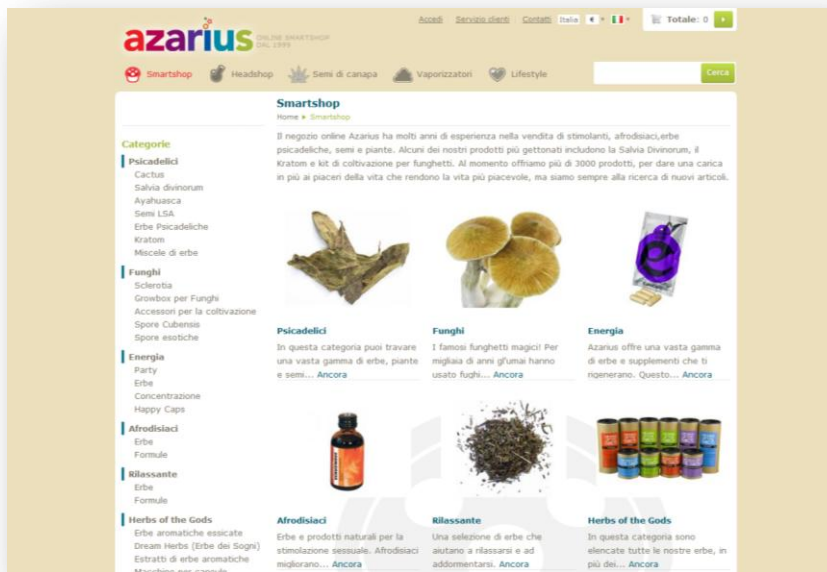 azarius ONLINE SMARTSHOP
DAL 1999
Accedi Servizio clienti Contatti Italia € Totale: 0
Smartshop Headshop Semi di canapa Vaporizzatori Lifestyle Cerca
Smartshop
Home Smartshop
Il negozio online Azarius ha molti anni di esperienza nella vendita di stimolanti, afrodisiaci,erbe
psicadeliche, semi e piante. Alcuni dei nostri prodotti più gettonati includono la Salvia Divinorum, il
Kratom e kit di coltivazione per funghetti. Al momento offriamo più di 3000 prodotti, per dare una carica
in più ai piaceri della vita che rendono la vita più piacevole, ma siamo sempre alla ricerca di nuovi articoli.
Categorie
Psicadelici
Cactus
Salvia divinorum
Ayahuasca
Semi LSA
Erbe Psicadeliche
Kratom
Miscele di erbe
Funghi
Sclerotia
Growbox per Funghi
Accessori per la coltivazione
Spore Cubensis
Spore esotiche
Energia
Party
Erbe
Concentrazione
Happy Caps
Afrodisiaci
Erbe
Formule
Rilassante
Erbe
Formule
Herbs of the Gods
Erbe aromatiche essicate
Dream Herbs (Erbe dei Sogni)
Estratti di erbe aromatiche
Macchine per capsule
Psicadelici
In questa categoria puoi travare
una vasta gamma di erbe, piante
e semi... Ancora
Funghi
I famosi funghetti magici! Per
migliaia di anni gl'umai hanno
usato fughi... Ancora
Energia
Azarius offre una vasta gamma
di erbe e supplementi che ti
rigenerano. Questo... Ancora
Afrodisiaci
Erbe e prodotti naturali per la
stimolazione sessuale. Afrodisiaci
migliorano... Ancora
Rilassante
Una selezione di erbe che
aiutano a rilassarsi e ad
addormentarsi. Ancora
Herbs of the Gods
In questa categoria sono
elencate tutte le nostre erbe, in
più dei... Ancora